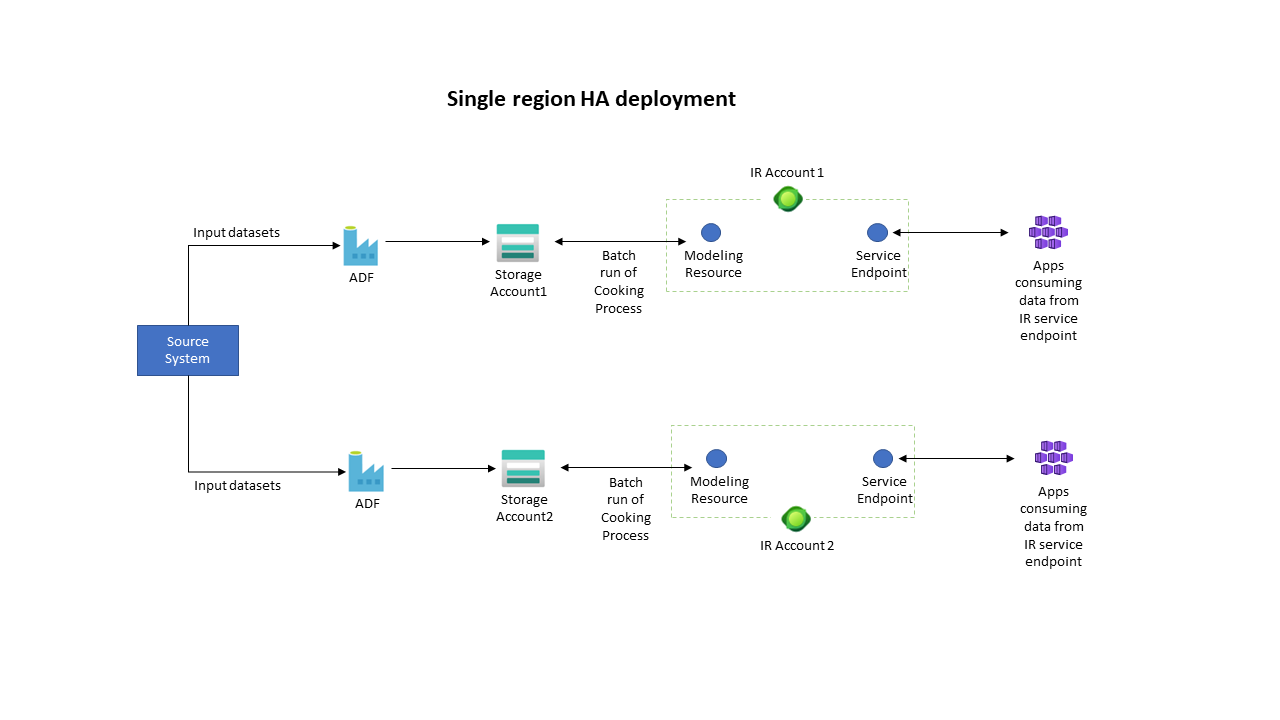 Single region HA deployment
IR Account 1
Input datasets
ADF
Storage
Account1
Batch
run of
Cooking
Process
Modeling
Resource
Service
Endpoint
Apps
consuming
data from
IR service
endpoint
Source
System
Input datasets
ADF
Storage
Account2
Batch
run of
Cooking
Process
Modeling
Resource
Service
Endpoint
IR Account 2
Apps
consuming
data from
IR service
endpoint